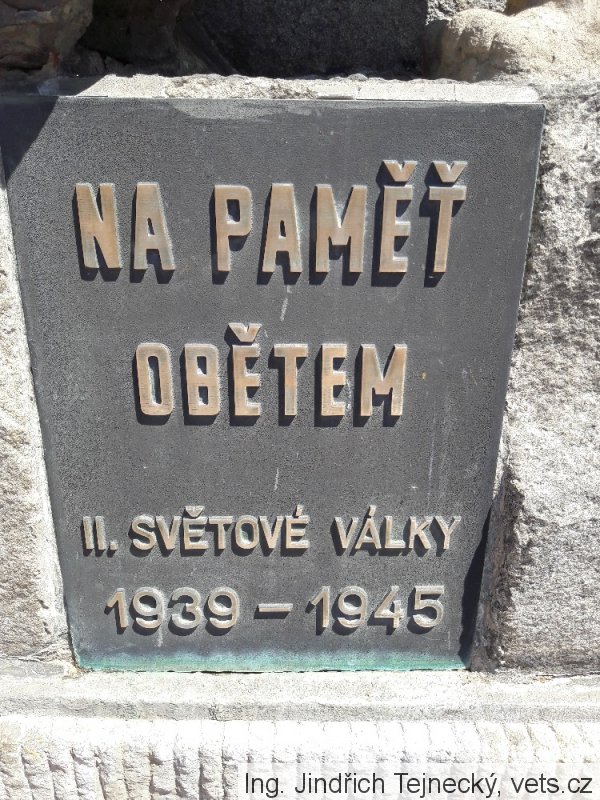 NA PAMĚŤ
OBĚTEM
II. SVĚTOVÉ VÁLKY
1939 – 1945
Ing. Jindřich Tejnecký, vets.cz